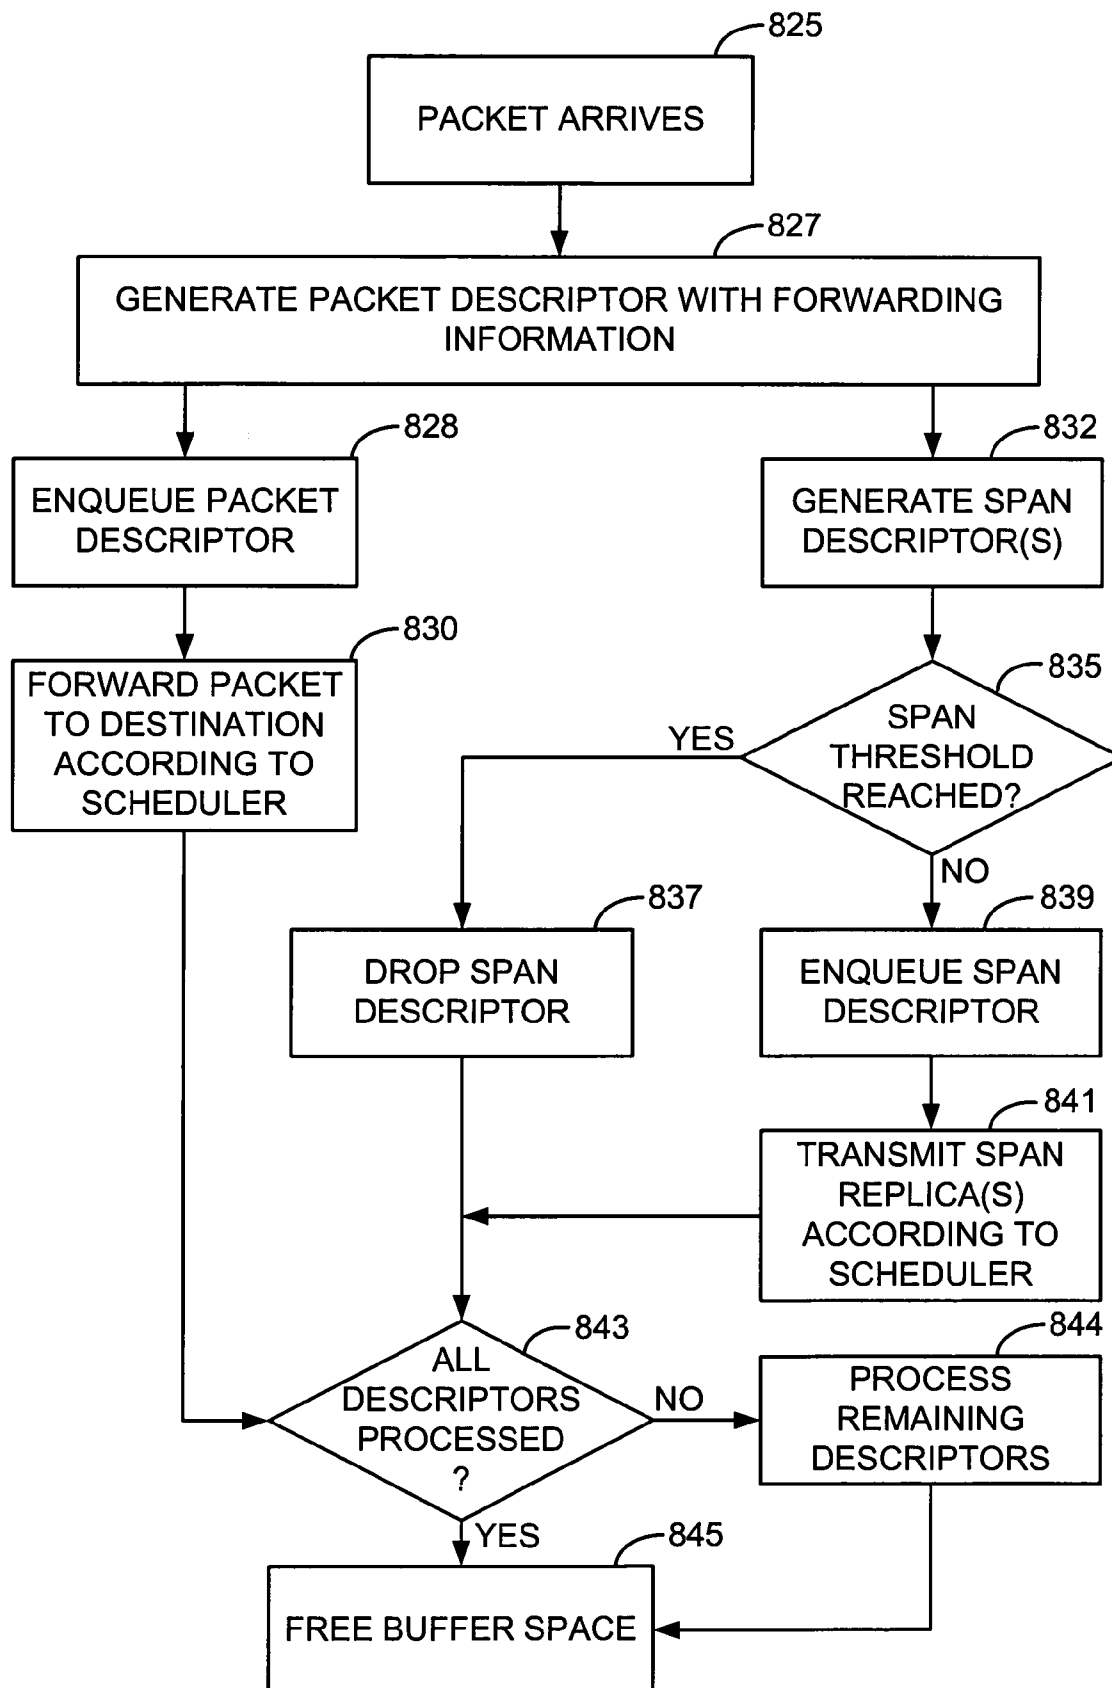 825
PACKET ARRIVES
827
GENERATE PACKET DESCRIPTOR WITH FORWARDING
INFORMATION
828
ENQUEUE PACKET
DESCRIPTOR
832
GENERATE SPAN
DESCRIPTOR(S)
830
FORWARD PACKET
TO DESTINATION
ACCORDING TO
SCHEDULER
835
SPAN
THRESHOLD
REACHED?
YES
NO
837
DROP SPAN
DESCRIPTOR
839
ENQUEUE SPAN
DESCRIPTOR
841
TRANSMIT SPAN
REPLICA(S)
ACCORDING TO
SCHEDULER
843
ALL
DESCRIPTORS
PROCESSED
?
NO
844
PROCESS
REMAINING
DESCRIPTORS
YES
845
FREE BUFFER SPACE